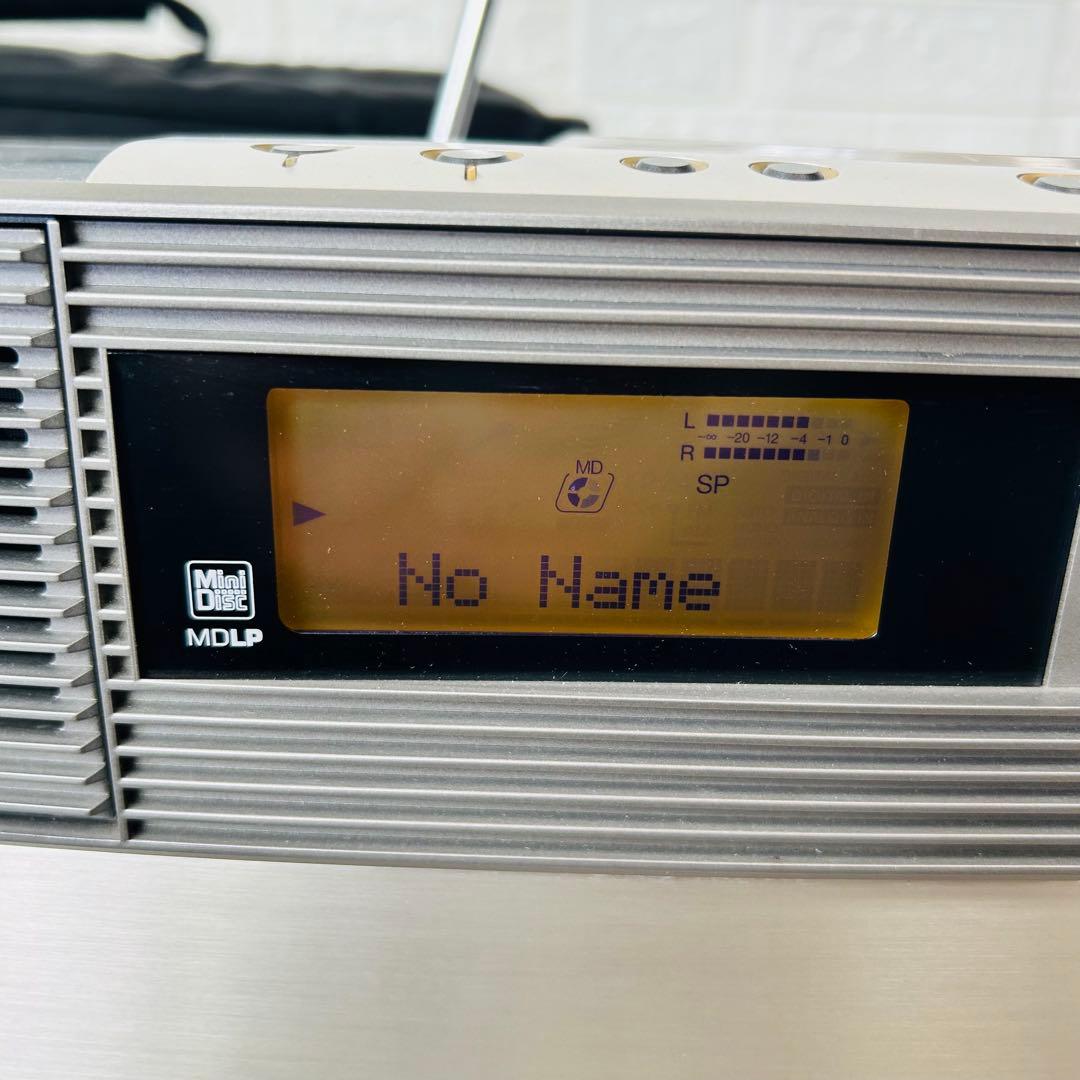 L
-∞ -20 -12 -4 -1 0
R
MD
SP
No Name
Mini
Disc
MDLP